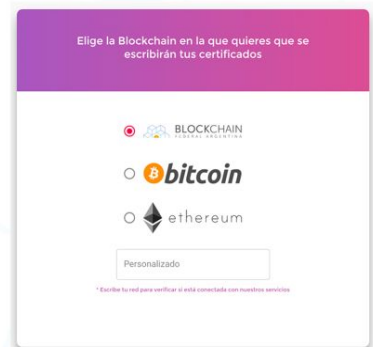 Elige la Blockchain en la que quieres que se
escribirán tus certificados
BLOCKCHAIN
FEDERAL ARGENTINA
bitcoin
ethereum
Personalizado
* Escribe tu red para verificar si está conectada con nuestros servicios